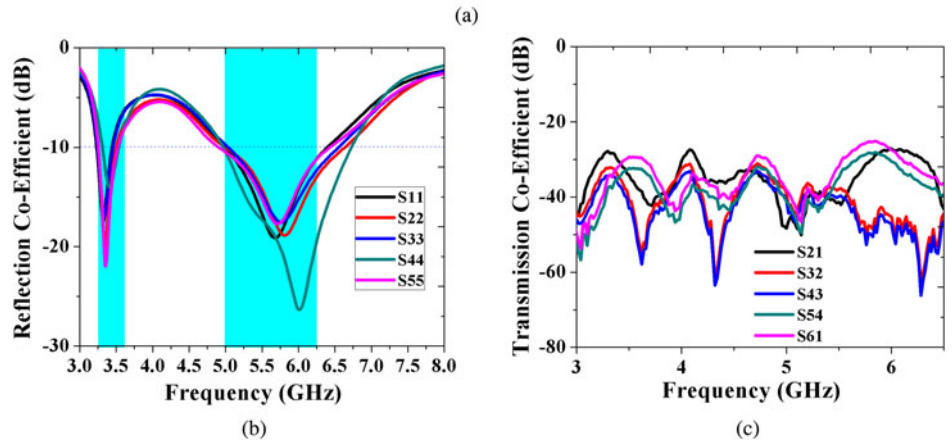 (a)
0
-10
-20
-30
Reflection Co-Efficient (dB)
S11
S22
S33
S44
S55
3.0 3.5 4.0 4.5 5.0 5.5 6.0 6.5 7.0 7.5 8.0
Frequency (GHz)
(b)
0
-20
-40
-60
-80
Transmission Co-Efficient (dB)
S21
S32
S43
S54
S61
3 4 5 6
Frequency (GHz)
(c)